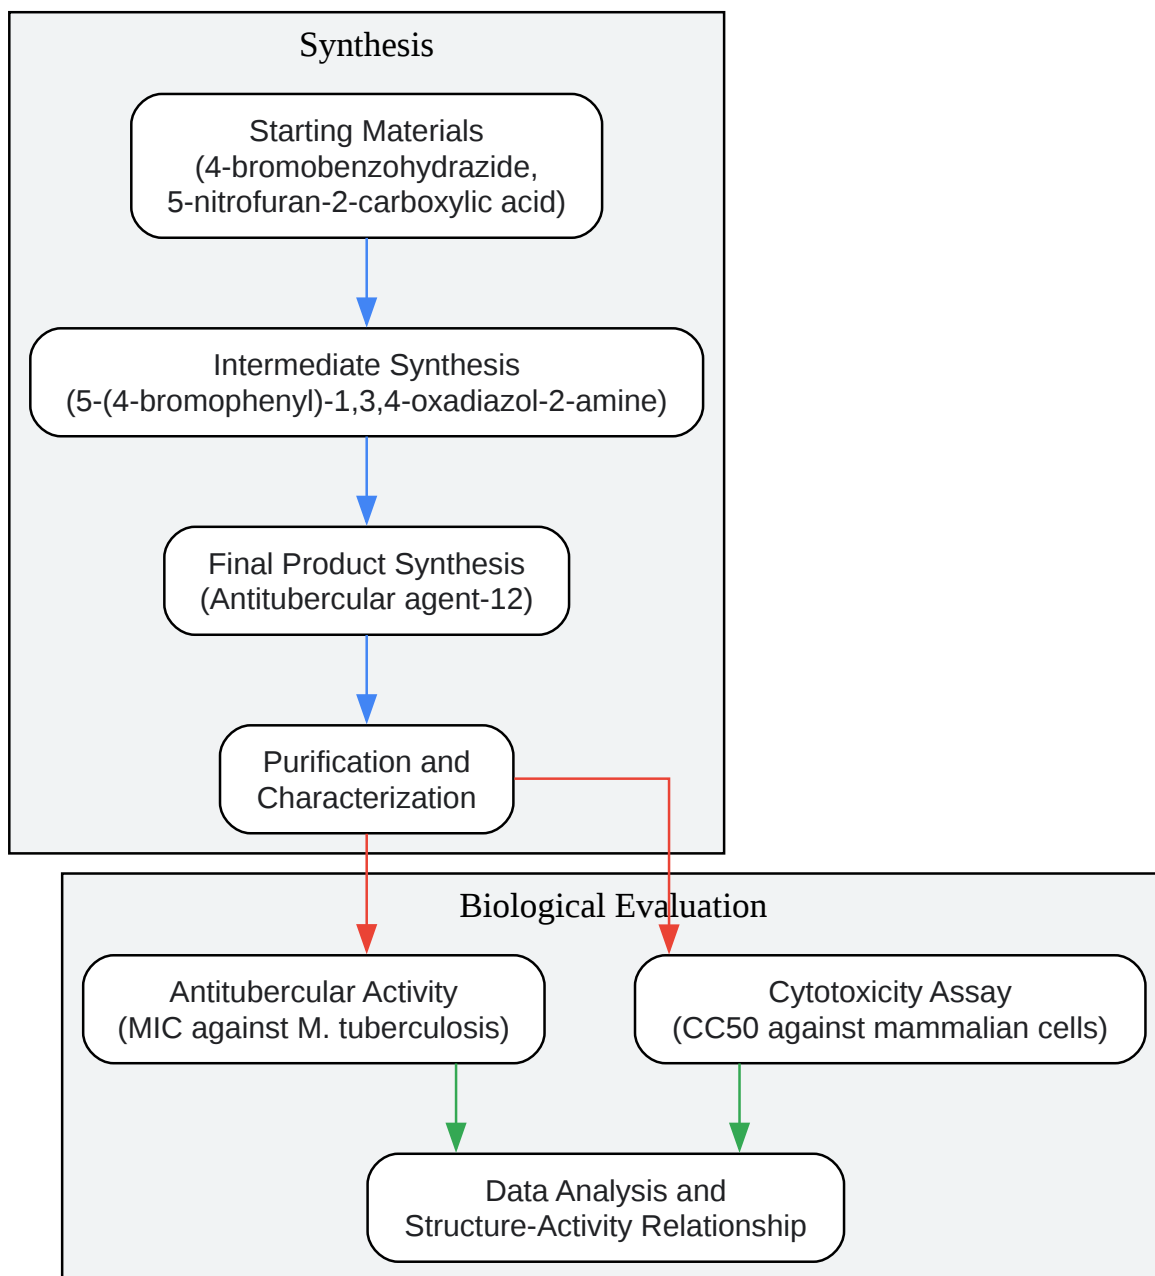 Synthesis
Starting Materials
(4-bromobenzohydrazide,
5-nitrofuran-2-carboxylic acid)
Intermediate Synthesis
(5-(4-bromophenyl)-1,3,4-oxadiazol-2-amine)
Final Product Synthesis
(Antitubercular agent-12)
Purification and
Characterization
Biological Evaluation
Antitubercular Activity
(MIC against M. tuberculosis)
Cytotoxicity Assay
(CC50 against mammalian cells)
Data Analysis and
Structure-Activity Relationship